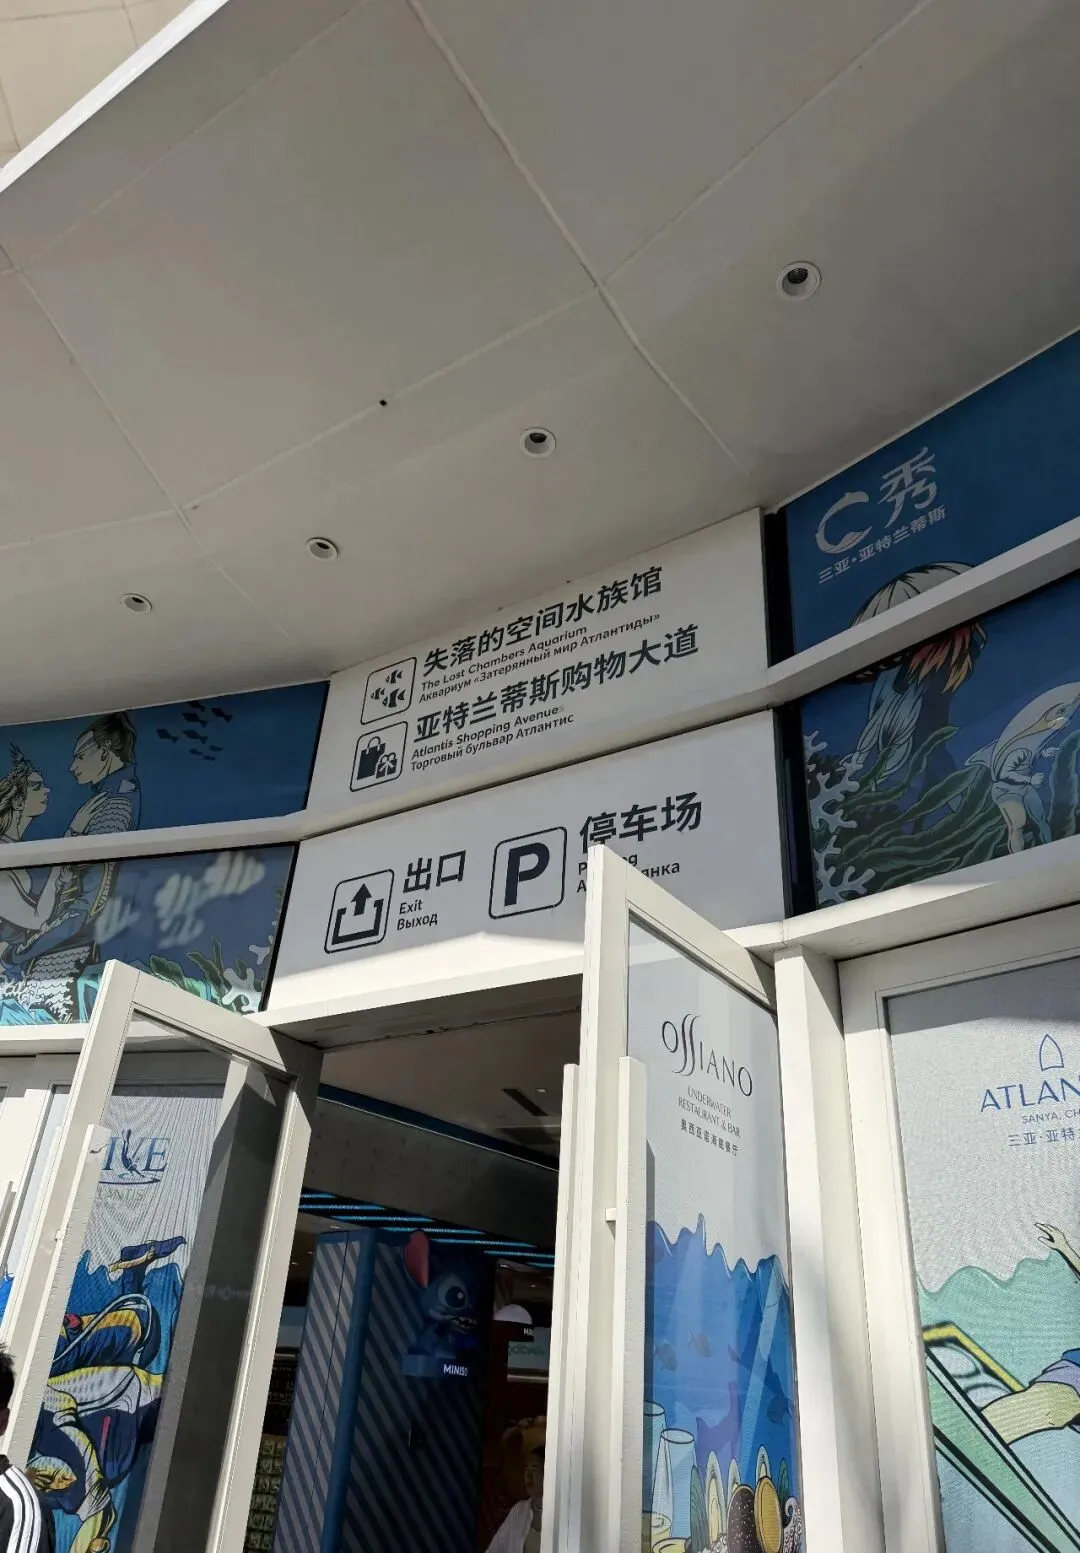 C秀
三亚·亚特兰蒂斯
失落的空间水族馆
The Lost Chambers Aquarium
Аквариум «Затерянный мир Атлантиды»
亚特兰蒂斯购物大道
Atlantis Shopping Avenues
Торговый бульвар Атлантис
出口
Exit
Выход
P
停车场
OSSIANO
UNDERWATER
RESTAURANT & BAR
奥西亚诺海底餐厅
ATLAN
SANYA, CH
三亚·亚特
MINISO